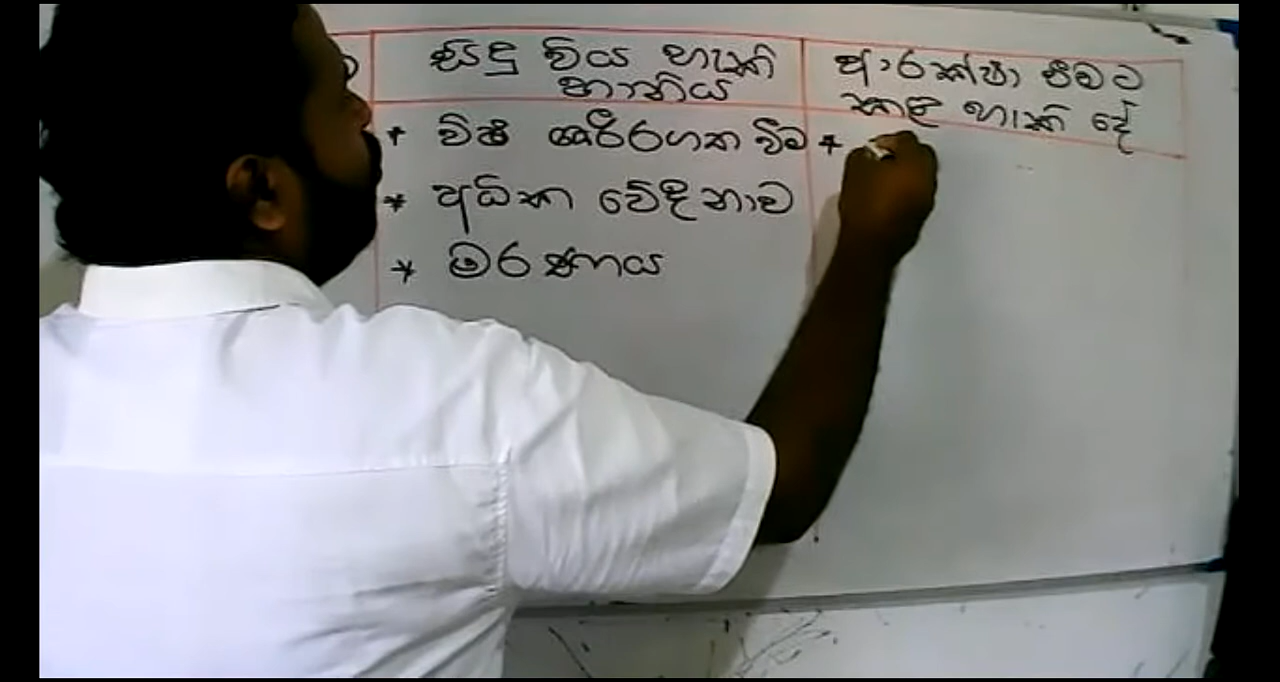 සිදු විය හැකි
හානිය
ආරක්ෂා වීමට
කළ හැකි දේ
* විෂ ශරීරගත වීම *
* අධික වේදනාව
* මරණය